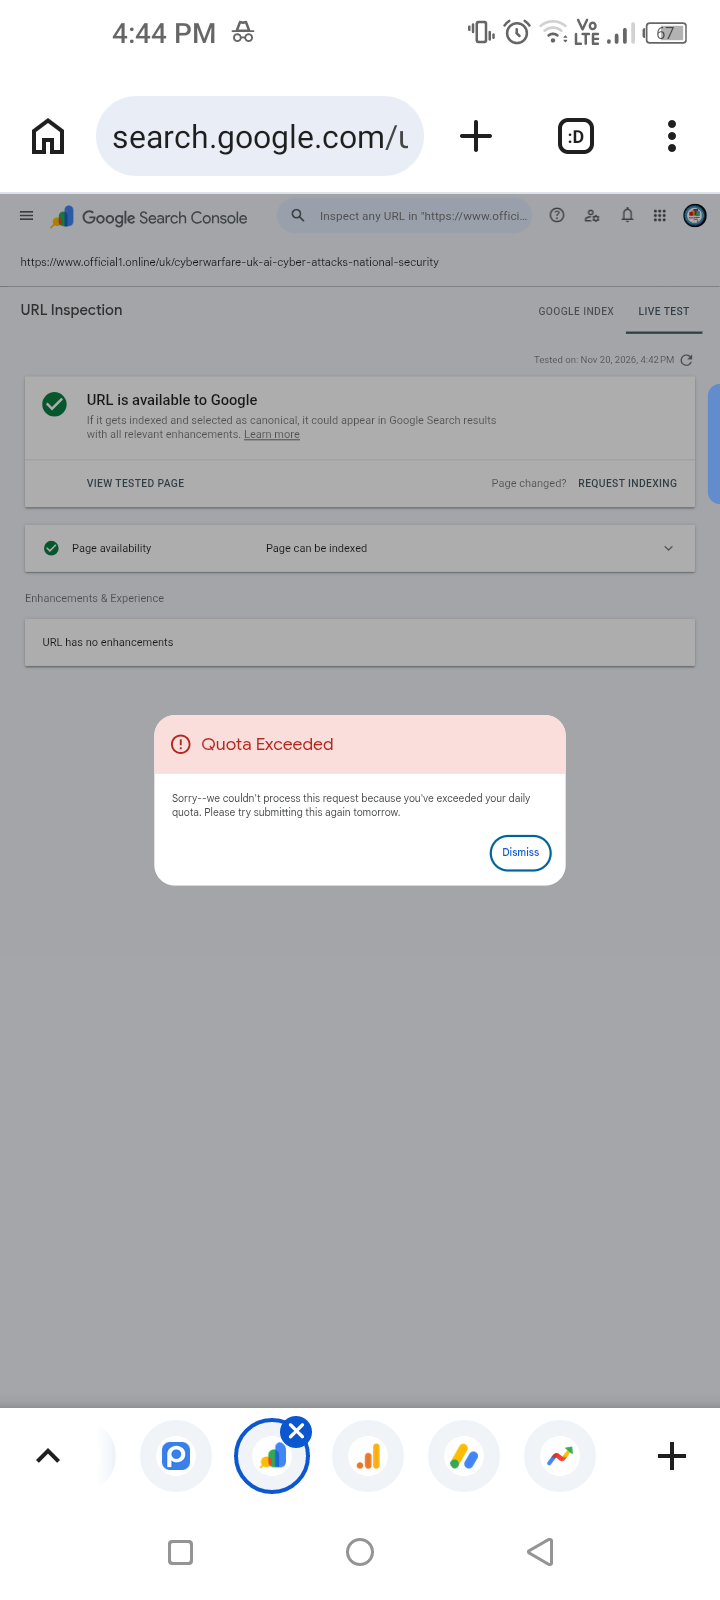 4:44 PM
Vo
LTE
67
search.google.com/u
:D
Google Search Console
Inspect any URL in "https://www.offici...
https://www.official1.online/uk/cyberwarfare-uk-ai-cyber-attacks-national-security
URL Inspection
GOOGLE INDEX
LIVE TEST
Tested on: Nov 20, 2026, 4:42 PM
URL is available to Google
If it gets indexed and selected as canonical, it could appear in Google Search results
with all relevant enhancements. Learn more
VIEW TESTED PAGE
Page changed?
REQUEST INDEXING
Page availability
Page can be indexed
Enhancements & Experience
URL has no enhancements
Quota Exceeded
Sorry--we couldn't process this request because you've exceeded your daily
quota. Please try submitting this again tomorrow.
Dismiss